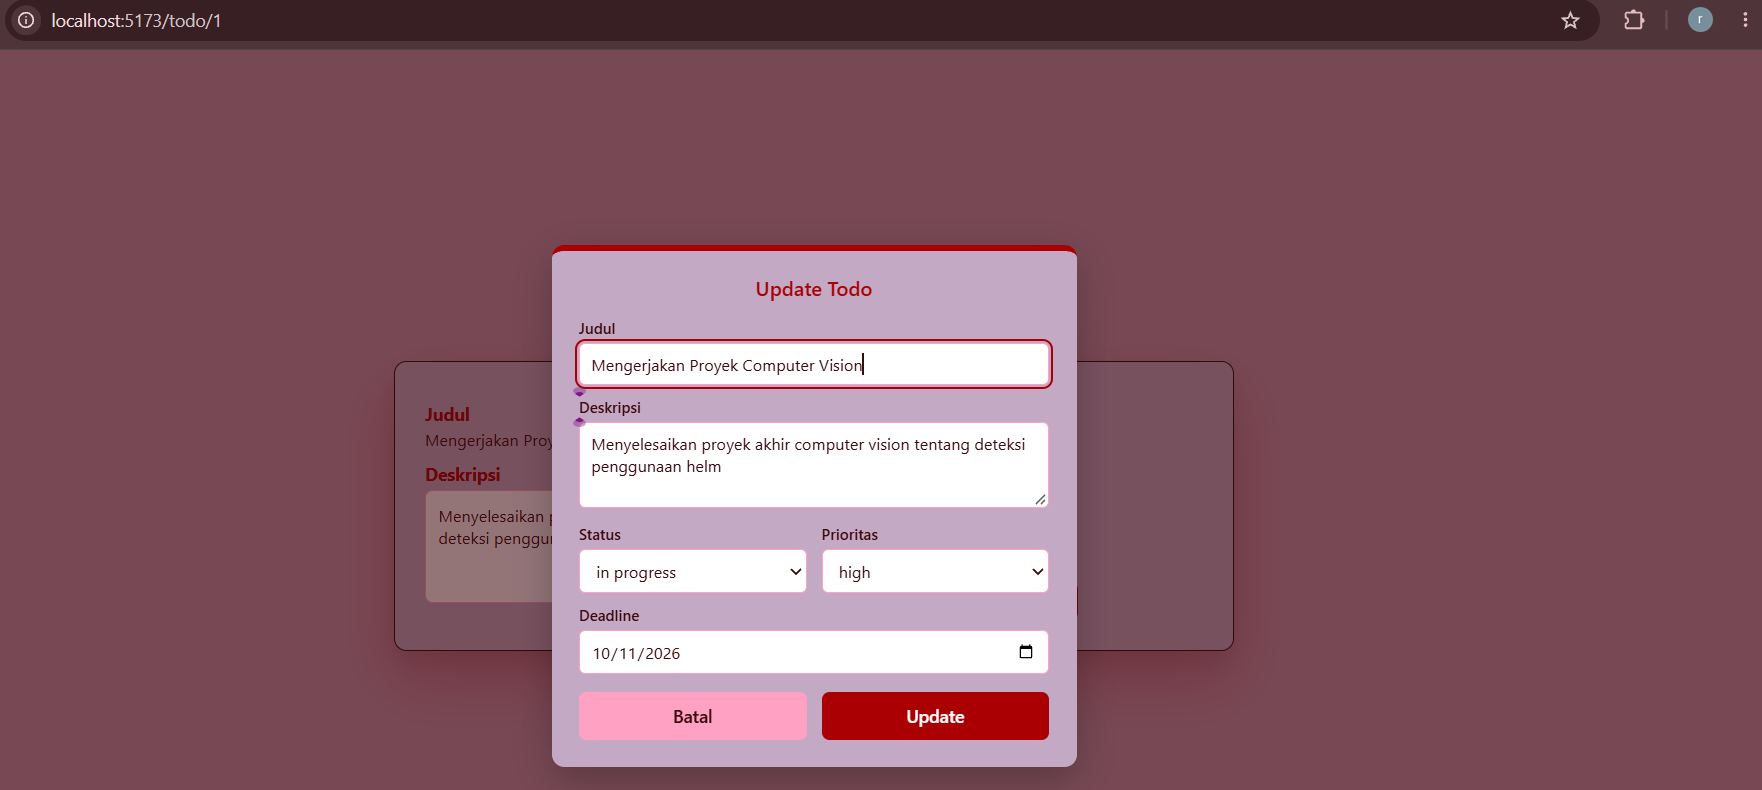 localhost:5173/todo/1
r
Update Todo
Judul
Mengerjakan Proyek Computer Vision
Deskripsi
Menyelesaikan proyek akhir computer vision tentang deteksi
penggunaan helm
Status
Prioritas
in progress
high
Deadline
10/11/2026
Batal
Update
Judul
Mengerjakan Proy
Deskripsi
Menyelesaikan
deteksi penggu